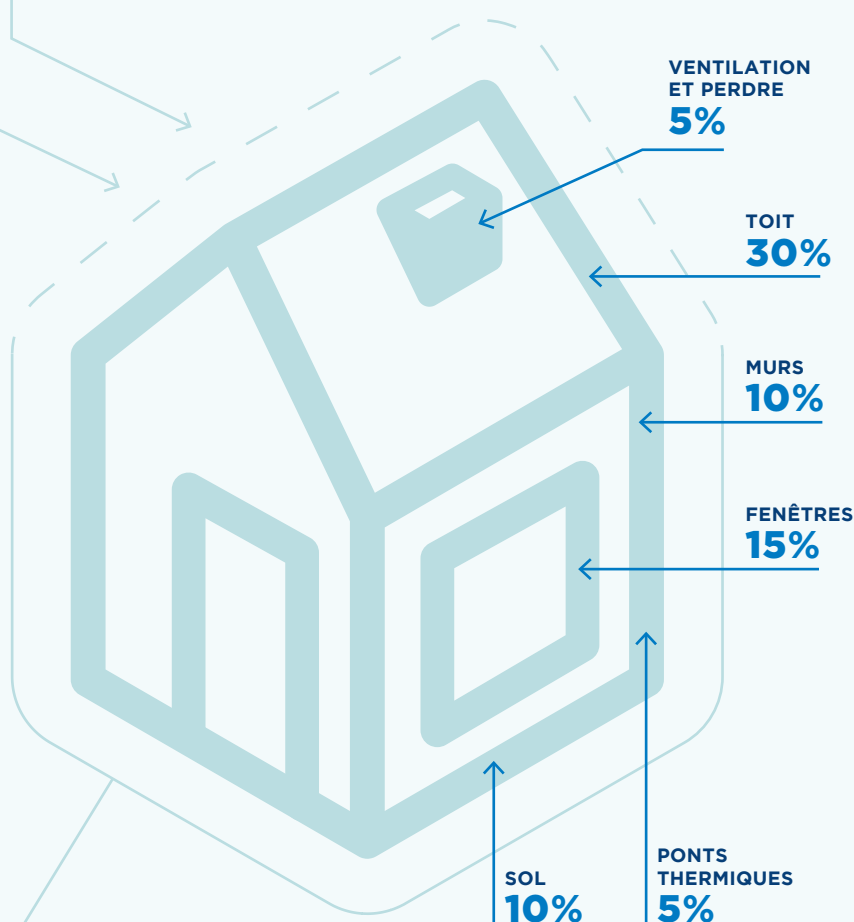 VENTILATION
ET PERDRE
5%
TOIT
30%
MURS
10%
FENÊTRES
15%
PONTS
THERMIQUES
5%
SOL
10%